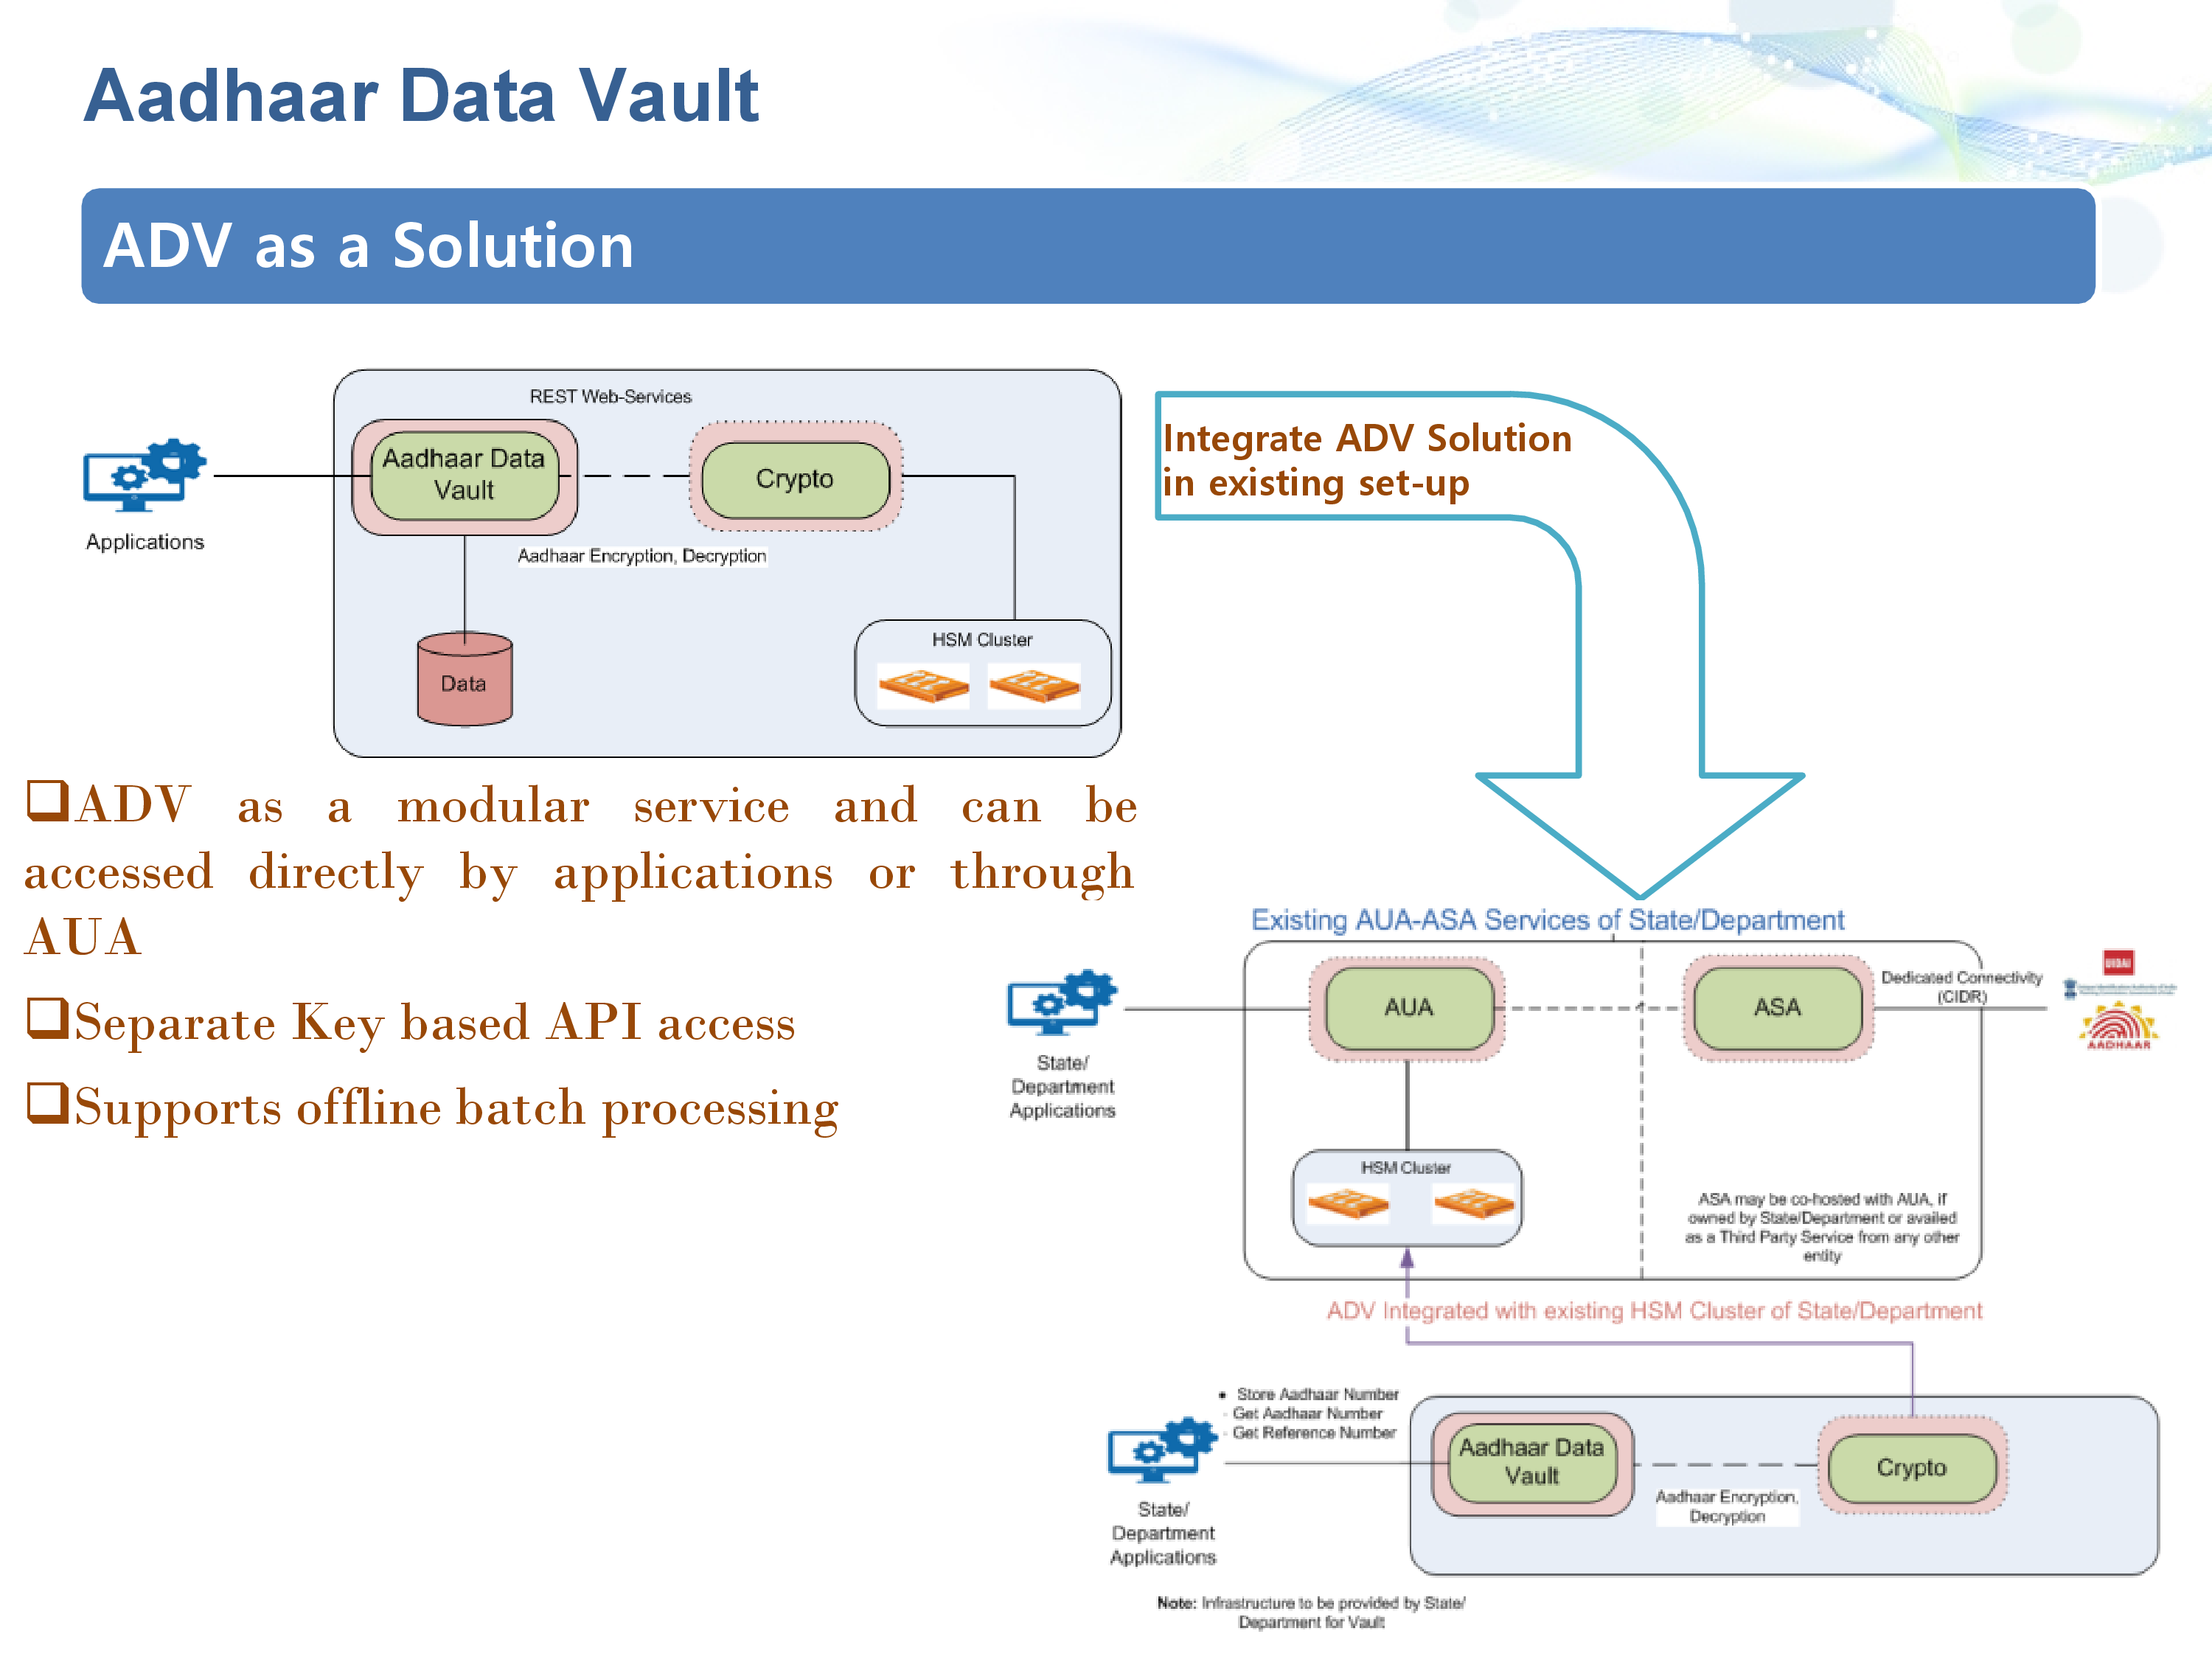 Aadhaar Data Vault
ADV as a Solution
REST Web-Services
Aadhaar Data
Vault
Crypto
Applications
Aadhaar Encryption, Decryption
HSM Cluster
Data
Integrate ADV Solution
in existing set-up
❑ADV as a modular service and can be
accessed directly by applications or through
AUA
❑Separate Key based API access
❑Supports offline batch processing
Existing AUA-ASA Services of State/Department
AUA
ASA
Dedicated Connectivity
(CIDR)
UIDAI
AADHAAR
State/
Department
Applications
HSM Cluster
ASA may be co-hosted with AUA, if
owned by State/Department or availed
as a Third Party Service from any other
entity
ADV Integrated with existing HSM Cluster of State/Department
• Store Aadhaar Number
- Get Aadhaar Number
- Get Reference Number
Aadhaar Data
Vault
Crypto
Aadhaar Encryption,
Decryption
State/
Department
Applications
Note: Infrastructure to be provided by State/
Department for Vault